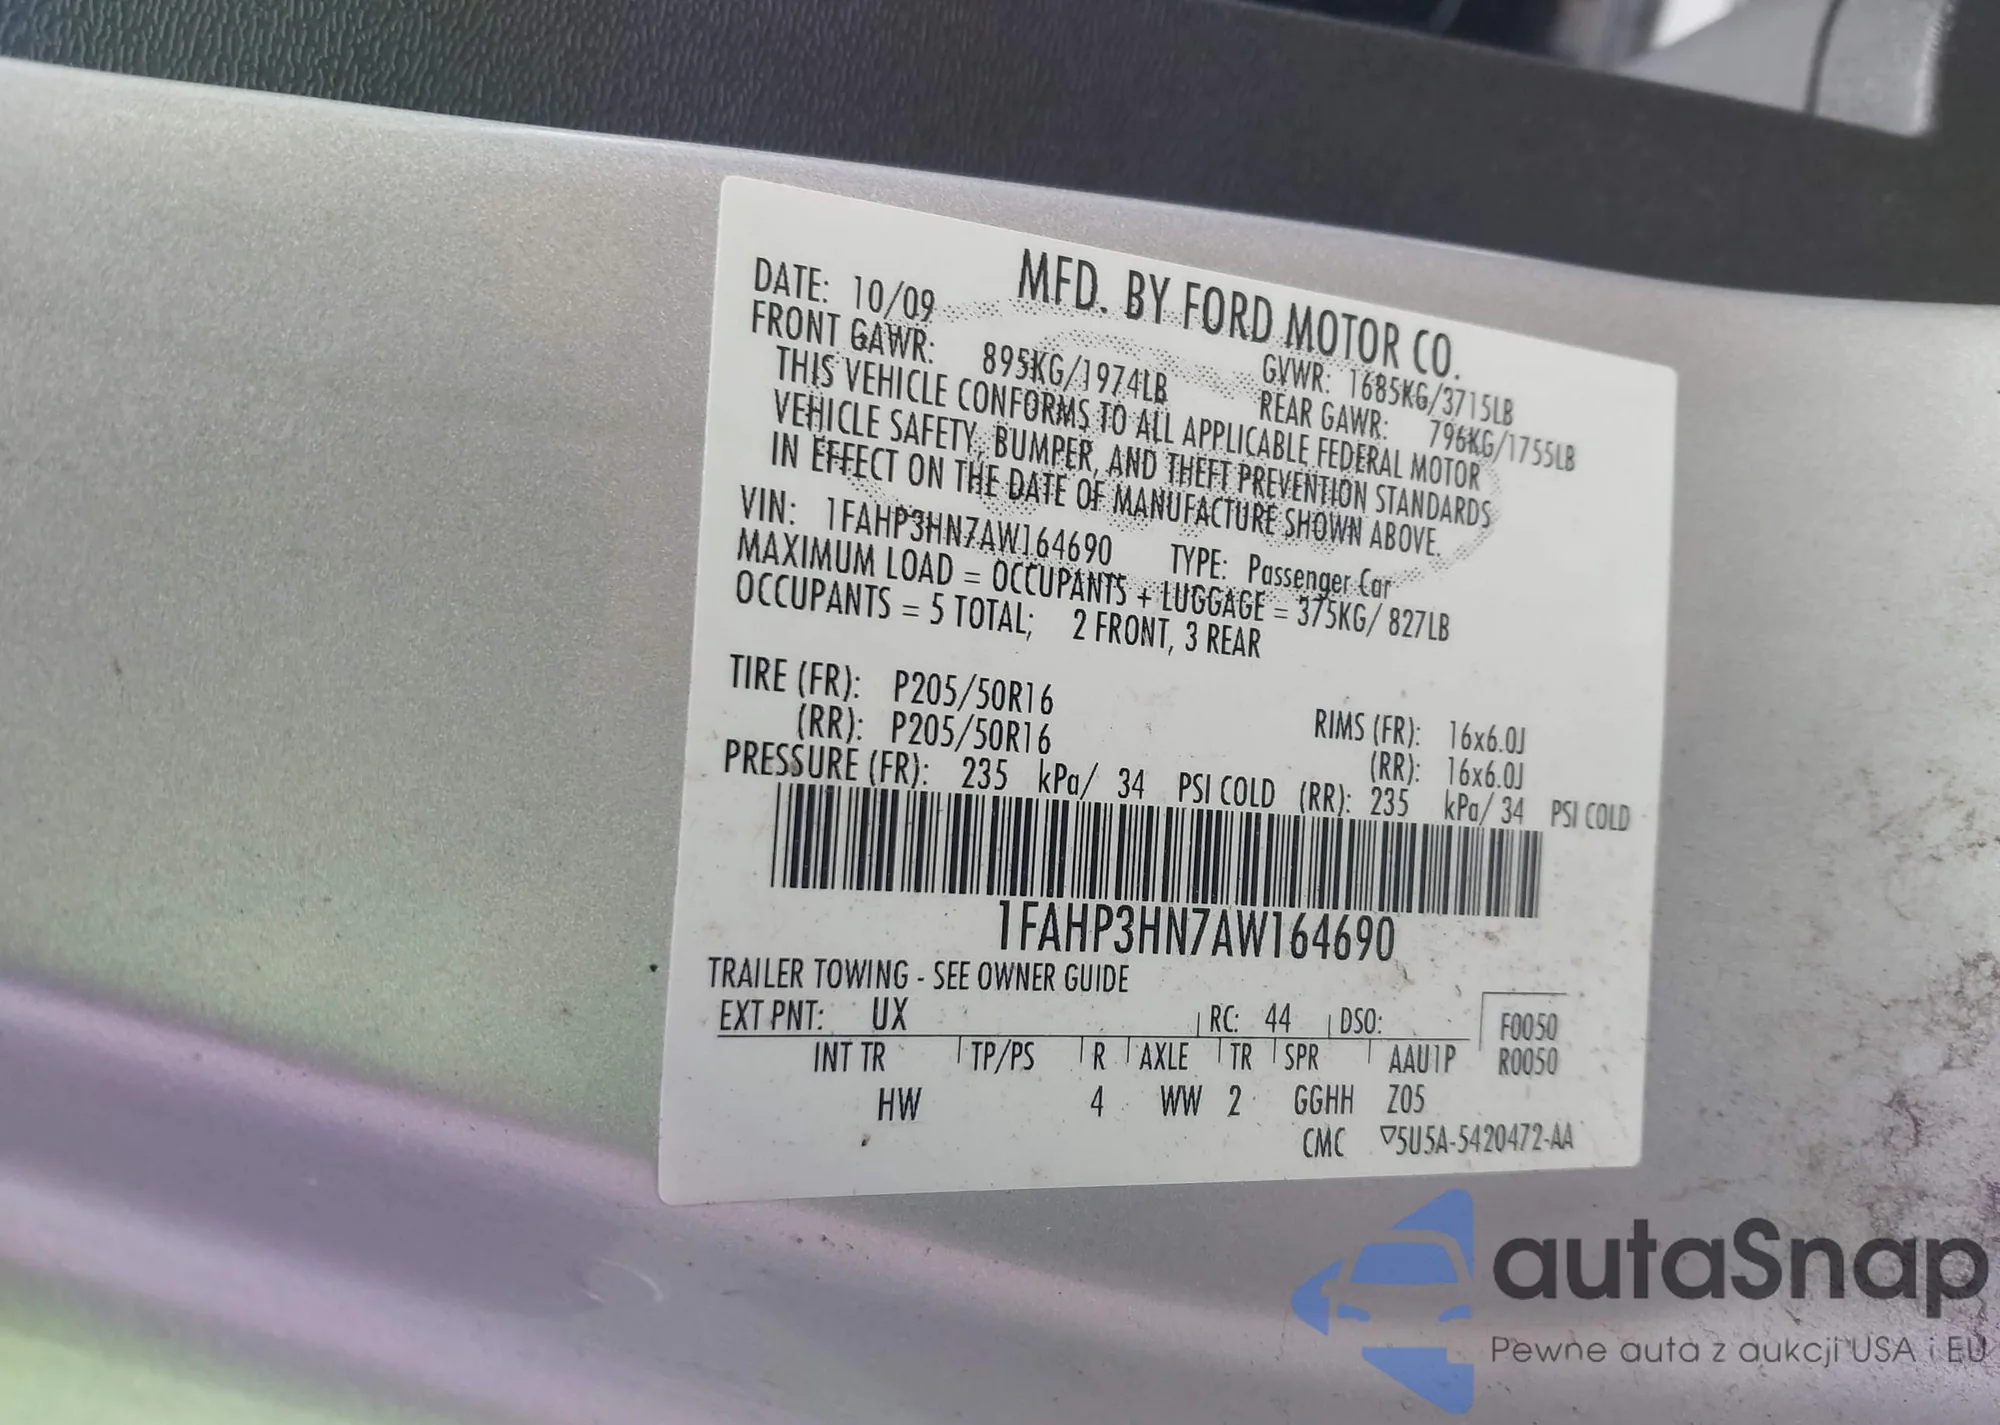 MFD. BY FORD MOTOR CO.
DATE: 10/09 GVWR: 1685KG/3715LB
FRONT GAWR: 895KG/1974LB REAR GAWR: 796KG/1755LB
THIS VEHICLE CONFORMS TO ALL APPLICABLE FEDERAL MOTOR
VEHICLE SAFETY, BUMPER, AND THEFT PREVENTION STANDARDS
IN EFFECT ON THE DATE OF MANUFACTURE SHOWN ABOVE.
VIN: 1FAHP3HN7AW164690 TYPE: Passenger Car
MAXIMUM LOAD = OCCUPANTS + LUGGAGE = 375KG/ 827LB
OCCUPANTS = 5 TOTAL; 2 FRONT, 3 REAR
TIRE (FR): P205/50R16 RIMS (FR): 16x6.0J
(RR): P205/50R16 (RR): 16x6.0J
PRESSURE (FR): 235 kPa/ 34 PSI COLD (RR): 235 kPa/ 34 PSI COLD
1FAHP3HN7AW164690
TRAILER TOWING - SEE OWNER GUIDE
EXT PNT: UX RC: 44 DSO: F0050
INT TR TP/PS R AXLE TR SPR AAU1P R0050
HW 4 WW 2 GGHH Z05
CMC ▽5U5A-5420472-AA
autaSnap
Pewne auta z aukcji USA i EU